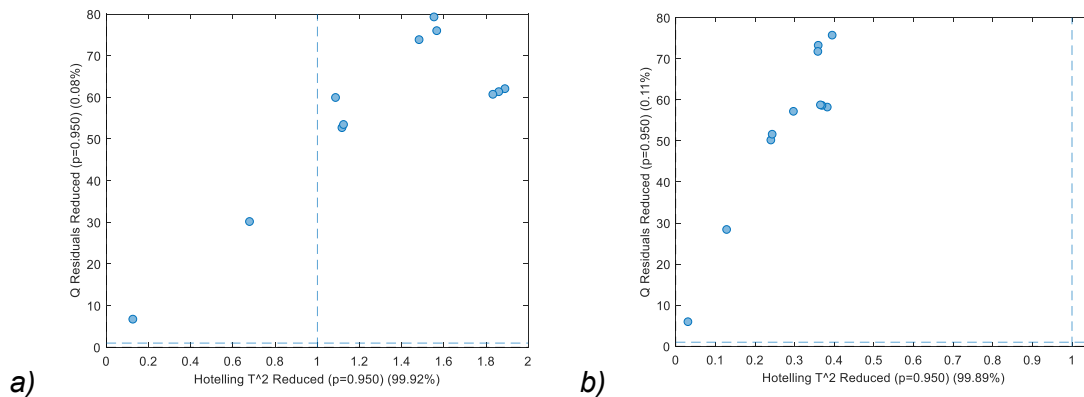 80
70
60
50
40
30
20
10
0
Q Residuals Reduced (p=0.950) (0.08%)
0 0.2 0.4 0.6 0.8 1 1.2 1.4 1.6 1.8 2
Hotelling T^2 Reduced (p=0.950) (99.92%)
a)
0.80
70
60
50
40
30
20
10
0
Q Residuals Reduced (p=0.950) (0.11%)
0 0.1 0.2 0.3 0.4 0.5 0.6 0.7 0.8 0.9 1
Hotelling T^2 Reduced (p=0.950) (99.89%)
b)